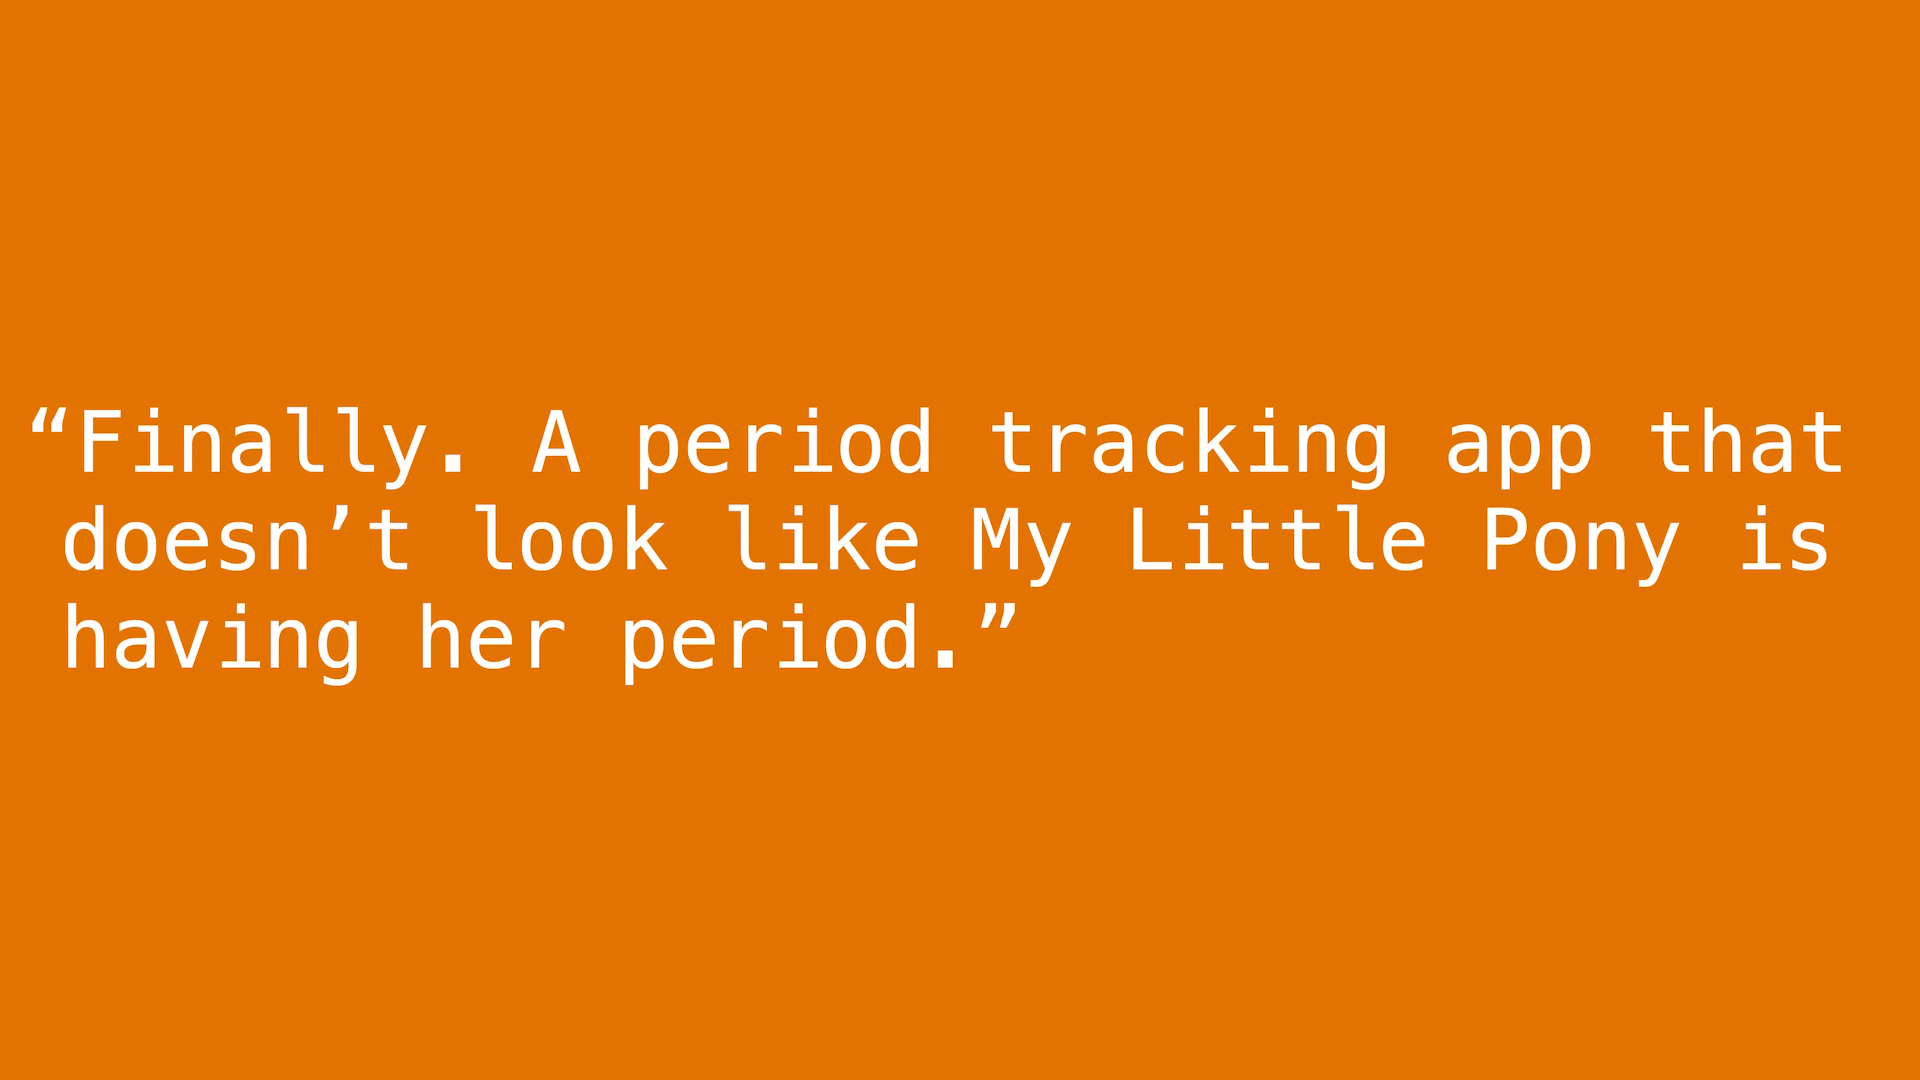 “Finally. A period tracking app that
doesn’t look like My Little Pony is
having her period.”